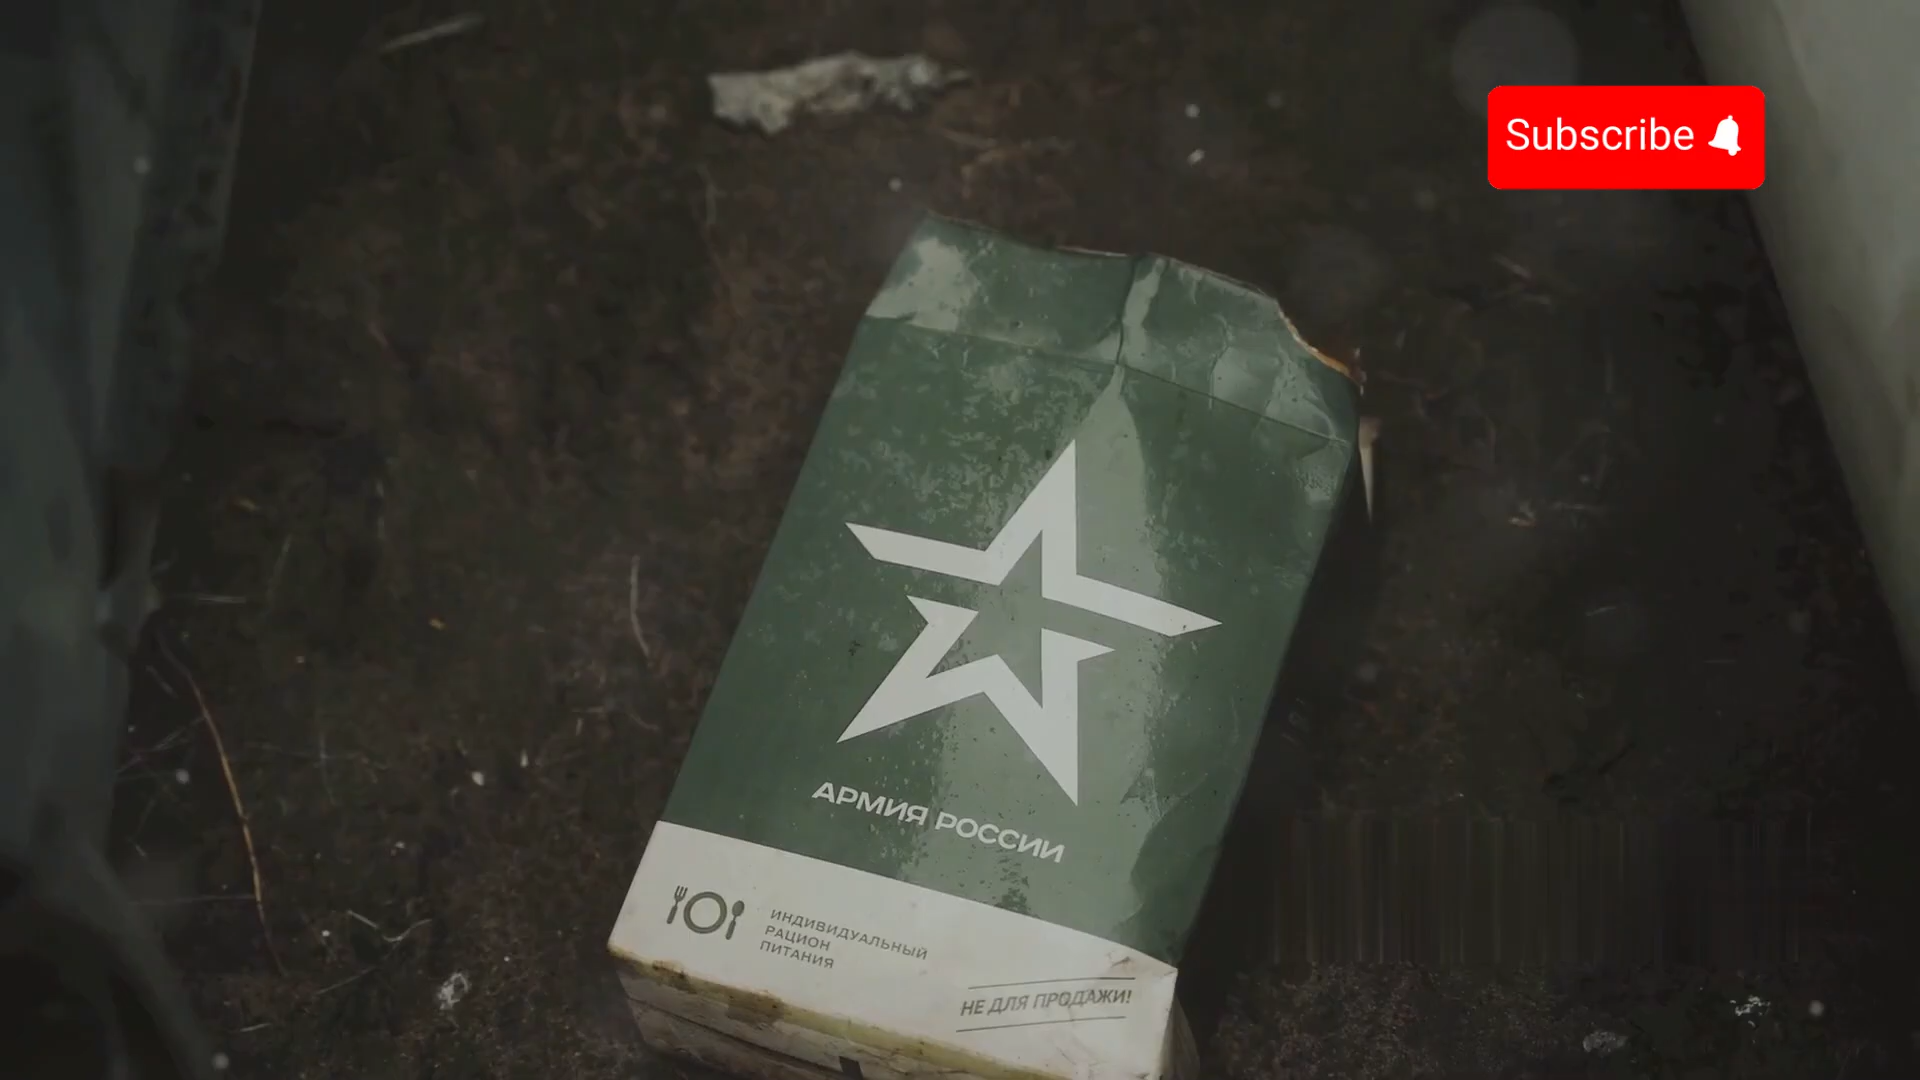 Subscribe
АРМИЯ РОССИИ
ИНДИВИДУАЛЬНЫЙ
РАЦИОН
ПИТАНИЯ
НЕ ДЛЯ ПРОДАЖИ!